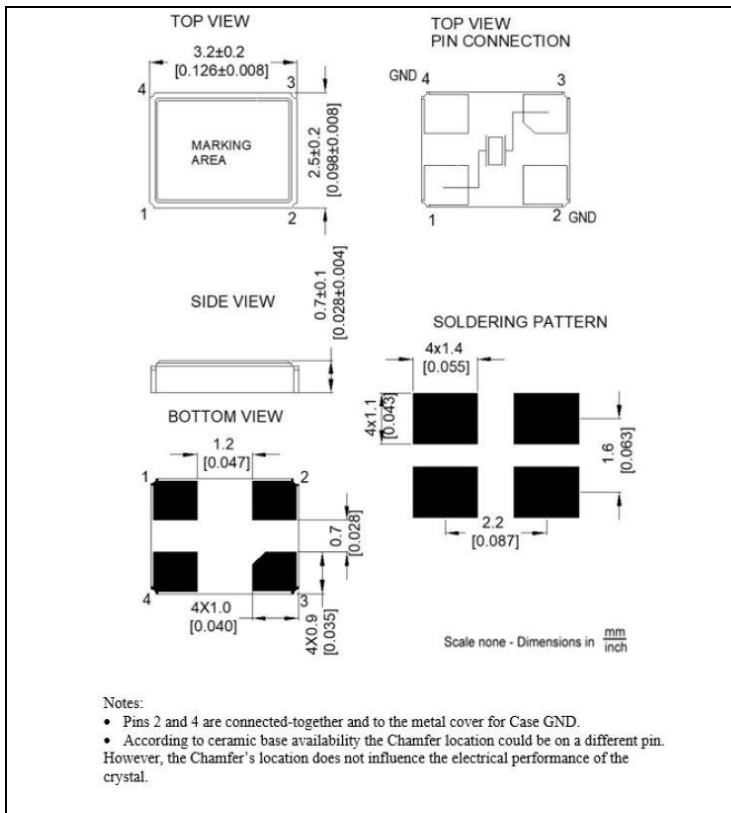 TOP VIEW
3.2±0.2
[0.126±0.008]
4
3
MARKING
AREA
2.5±0.2
[0.098±0.008]
1
2
TOP VIEW
PIN CONNECTION
GND 4
3
1
2 GND
SIDE VIEW
0.7±0.1
[0.028±0.004]
BOTTOM VIEW
1.2
[0.047]
1
2
0.7
[0.028]
4
3
4X1.0
[0.040]
4X0.9
[0.035]
SOLDERING PATTERN
4x1.4
[0.055]
4x1.1
[0.043]
1.6
[0.063]
2.2
[0.087]
Scale none - Dimensions in mm
inch
Notes:
• Pins 2 and 4 are connected-together and to the metal cover for Case GND.
• According to ceramic base availability the Chamfer location could be on a different pin.
However, the Chamfer’s location does not influence the electrical performance of the
crystal.